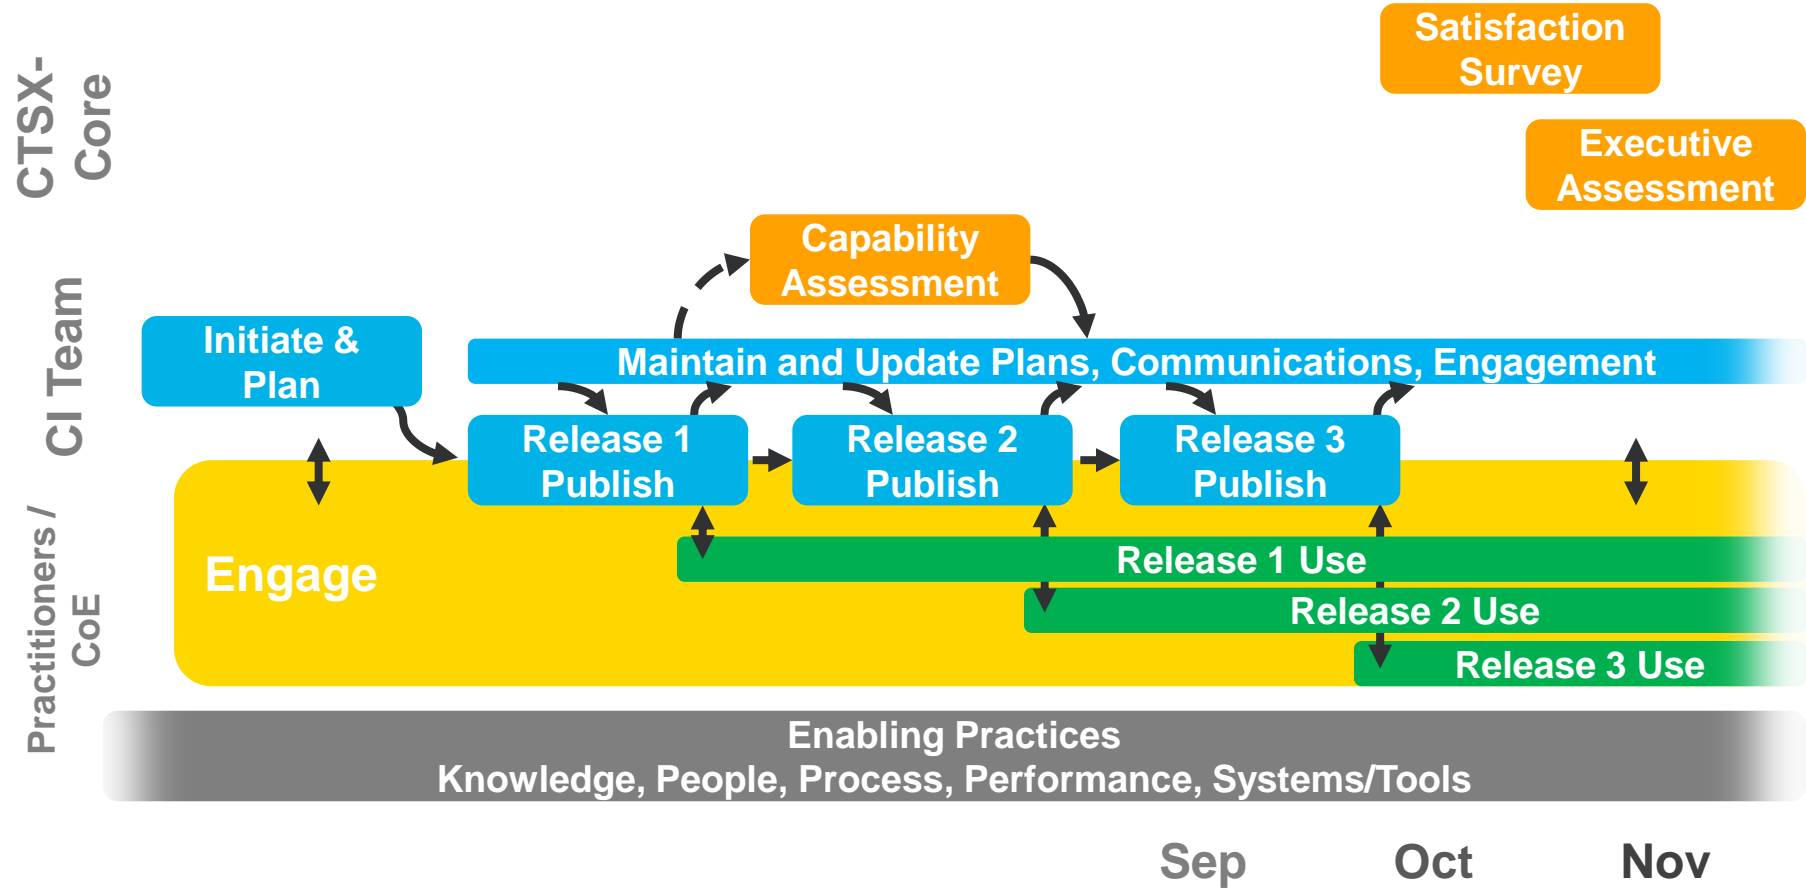 CTSX-
Core
Satisfaction
Survey
Executive
Assessment
Capability
Assessment
CI Team
Initiate &
Plan
Maintain and Update Plans, Communications, Engagement
Release 1
Publish
Release 2
Publish
Release 3
Publish
Practitioners /
CoE
Engage
Release 1 Use
Release 2 Use
Release 3 Use
Enabling Practices
Knowledge, People, Process, Performance, Systems/Tools
Sep
Oct
Nov